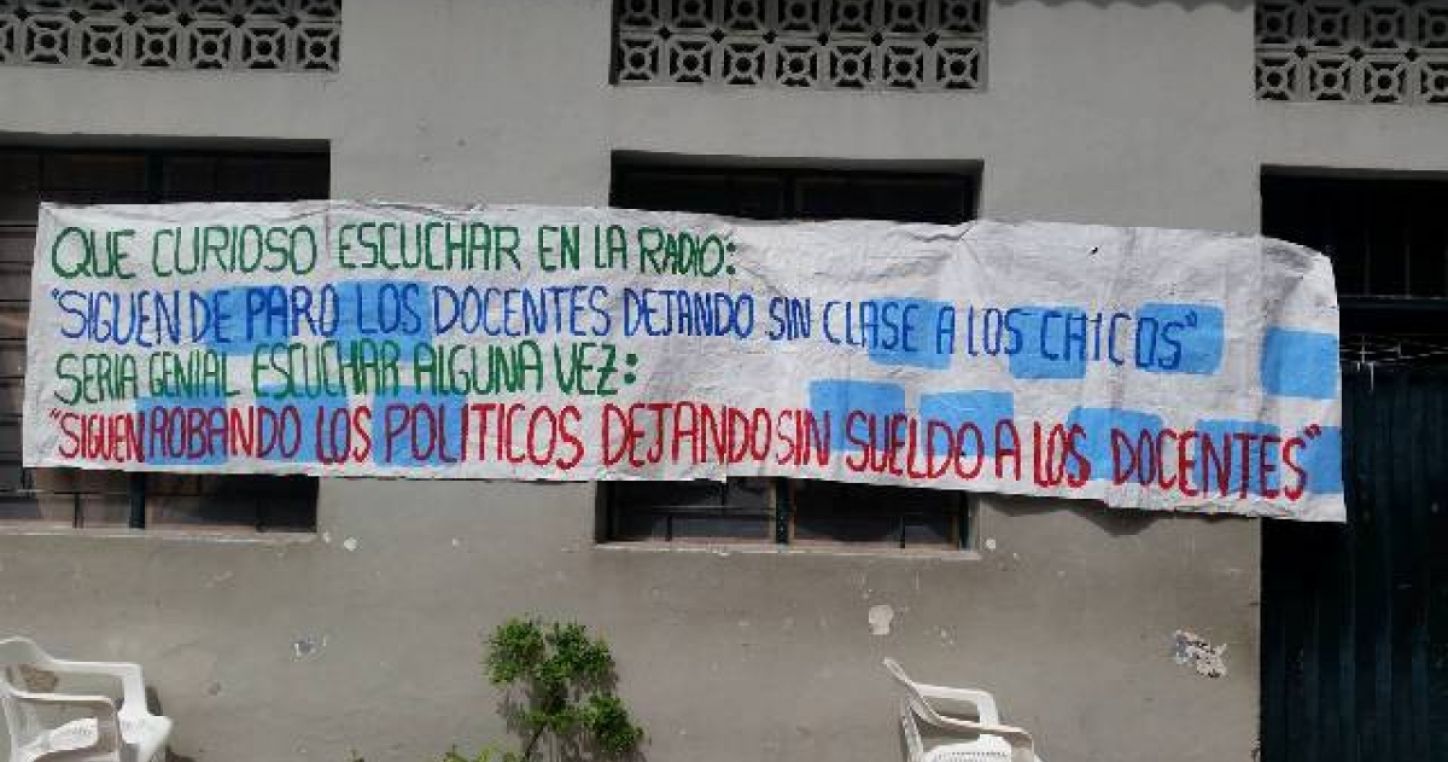 QUE CURIOSO ESCUCHAR EN LA RADIO:
"SIGUEN DE PARO LOS DOCENTES DEJANDO SIN CLASE A LOS CHICOS"
SERIA GENIAL ESCUCHAR ALGUNA VEZ:
"SIGUEN ROBANDO LOS POLITICOS DEJANDO SIN SUELDO A LOS DOCENTES"